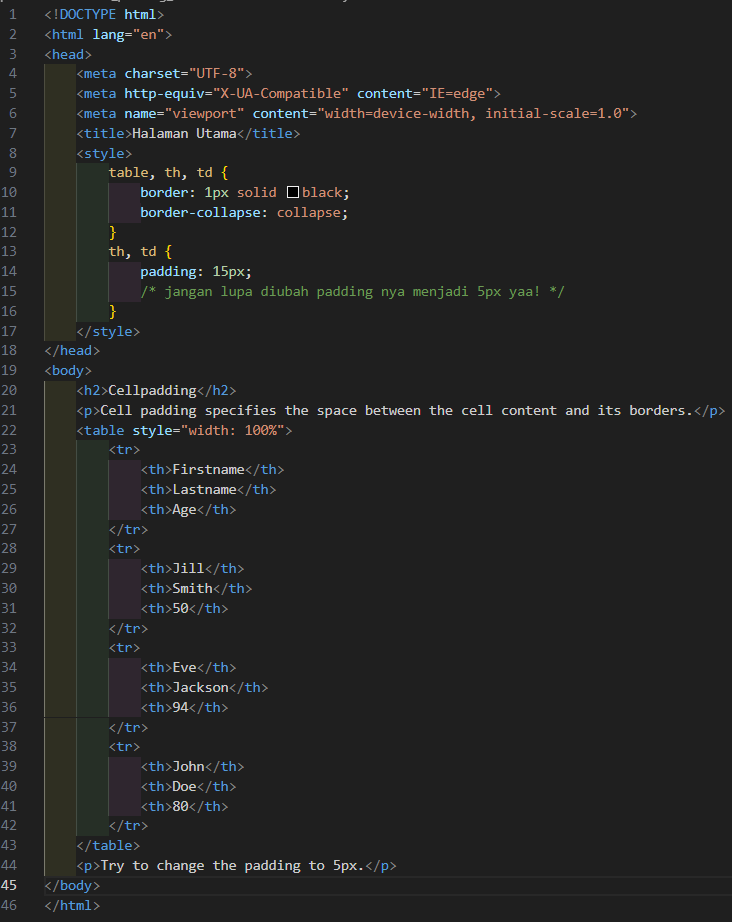 1 <!DOCTYPE html>
2 <html lang="en">
3 <head>
4     <meta charset="UTF-8">
5     <meta http-equiv="X-UA-Compatible" content="IE=edge">
6     <meta name="viewport" content="width=device-width, initial-scale=1.0">
7     <title>Halaman Utama</title>
8     <style>
9         table, th, td {
10             border: 1px solid black;
11             border-collapse: collapse;
12         }
13         th, td {
14             padding: 15px;
15             /* jangan lupa diubah padding nya menjadi 5px yaa! */
16         }
17     </style>
18 </head>
19 <body>
20     <h2>Cellpadding</h2>
21     <p>Cell padding specifies the space between the cell content and its borders.</p>
22     <table style="width: 100%">
23         <tr>
24             <th>Firstname</th>
25             <th>Lastname</th>
26             <th>Age</th>
27         </tr>
28         <tr>
29             <th>Jill</th>
30             <th>Smith</th>
31             <th>50</th>
32         </tr>
33         <tr>
34             <th>Eve</th>
35             <th>Jackson</th>
36             <th>94</th>
37         </tr>
38         <tr>
39             <th>John</th>
40             <th>Doe</th>
41             <th>80</th>
42         </tr>
43     </table>
44     <p>Try to change the padding to 5px.</p>
45 </body>
46 </html>